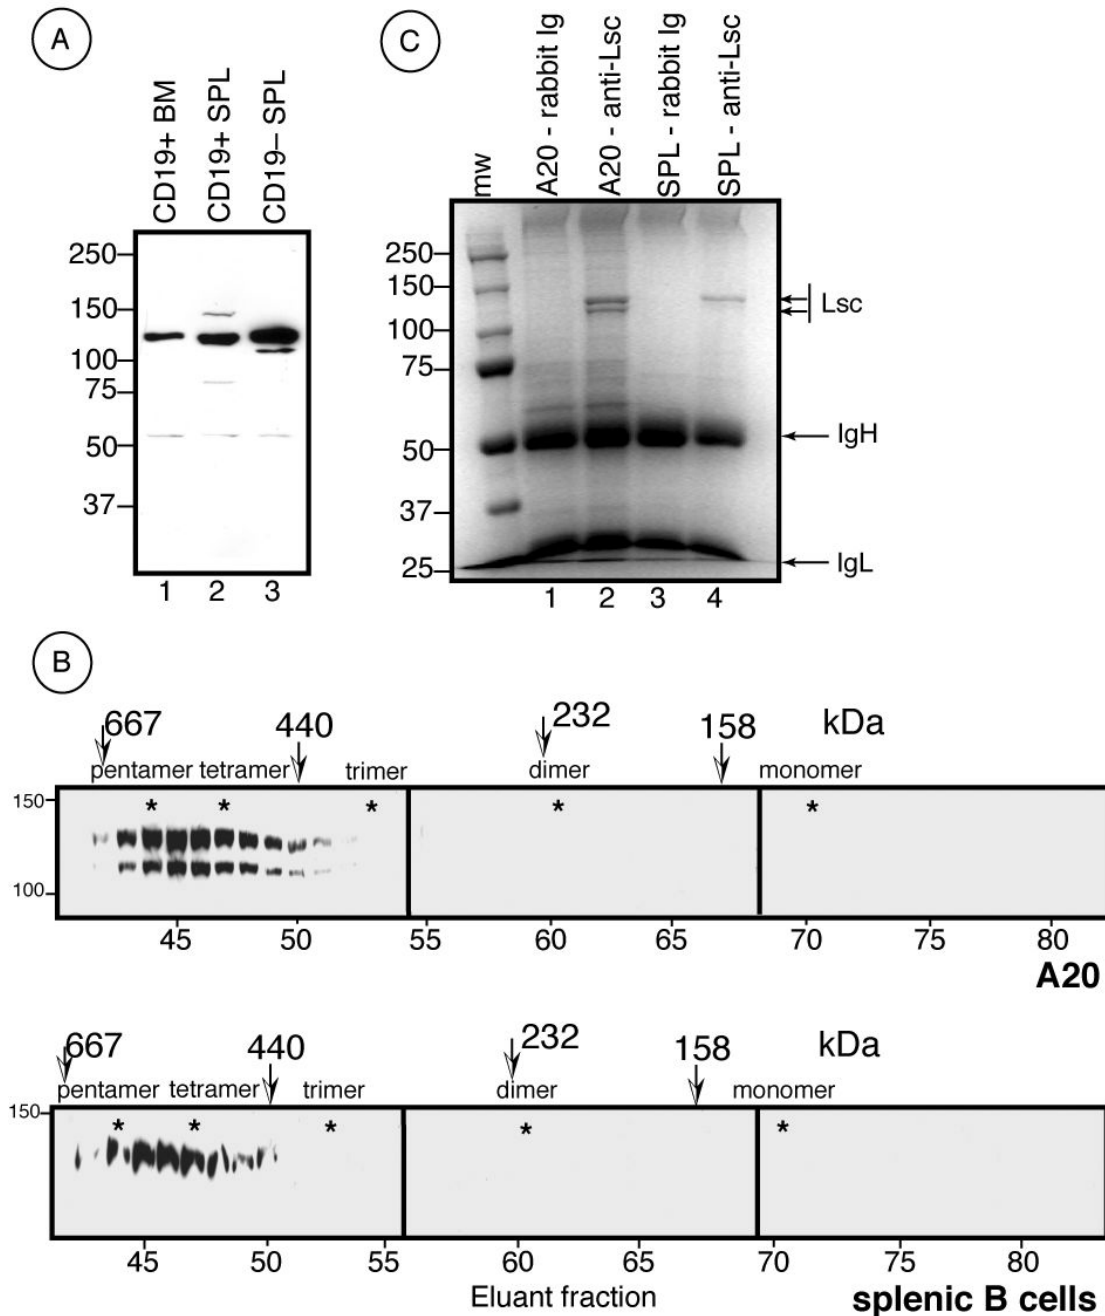 A
CD19+ BM
CD19+ SPL
CD19– SPL
250
150
100
75
50
37
1 2 3
C
mw
A20 - rabbit Ig
A20 - anti-Lsc
SPL - rabbit Ig
SPL - anti-Lsc
250
150
100
75
50
37
25
Lsc
IgH
IgL
1 2 3 4
B
667 440 232 158 kDa
pentamer tetramer trimer dimer monomer
150
* * * * *
100
45 50 55 60 65 70 75 80
A20
667 440 232 158 kDa
pentamer tetramer trimer dimer monomer
150
* * * * *
45 50 55 60 65 70 75 80
Eluant fraction splenic B cells